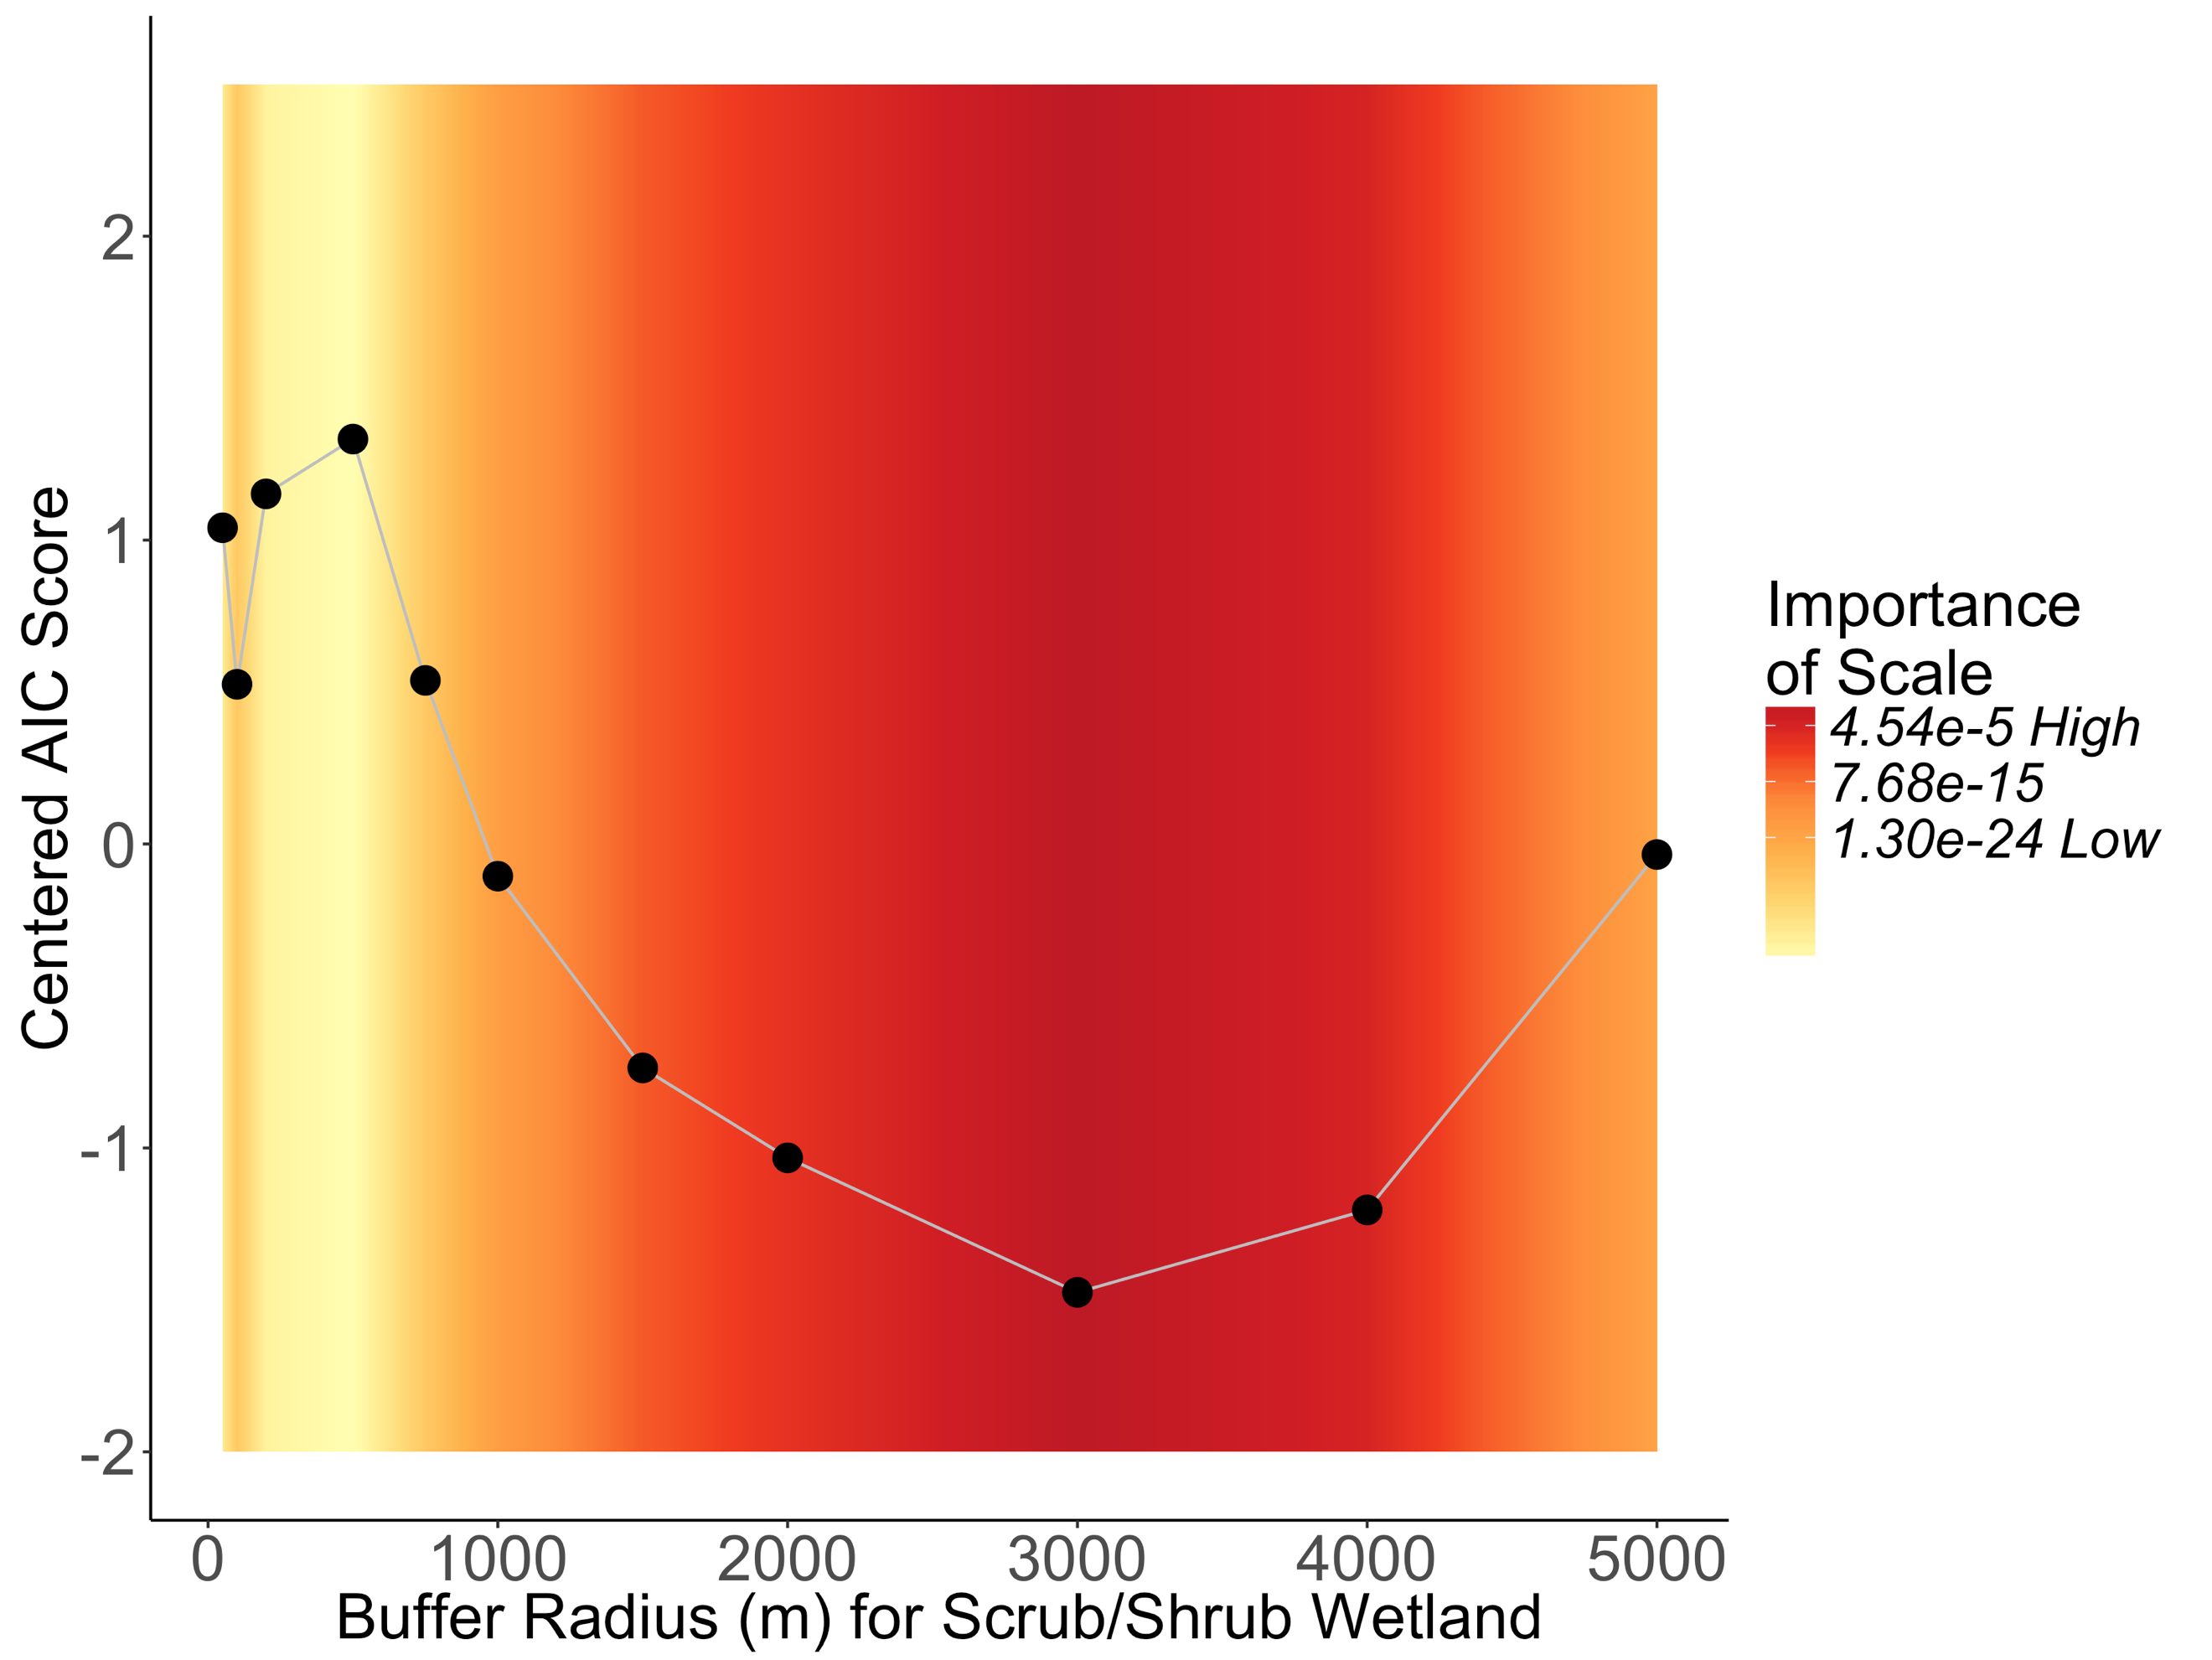 Centered AIC Score
2
1
0
-1
-2
0 1000 2000 3000 4000 5000
Buffer Radius (m) for Scrub/Shrub Wetland
Importance
of Scale
4.54e-5 High
7.68e-15
1.30e-24 Low